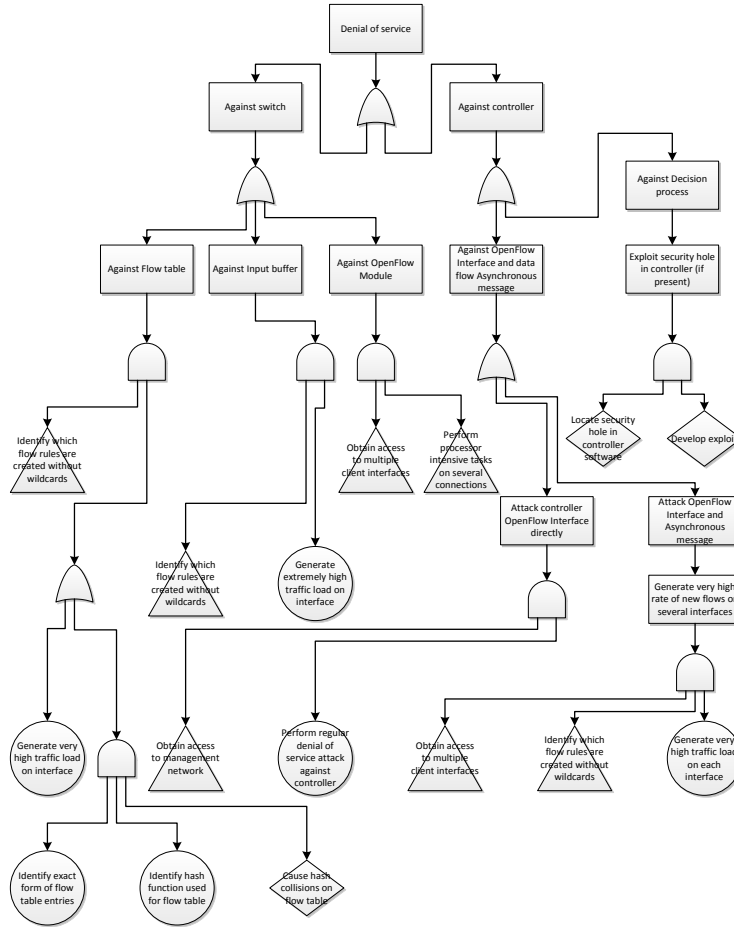 Denial of service
Against switch
Against controller
Against Decision
process
Against Flow table
Against Input buffer
Against OpenFlow
Module
Against OpenFlow
Interface and data
flow Asynchronous
message
Exploit security hole
in controller (if
present)
Identify which
flow rules are
created without
wildcards
Obtain access
to multiple
client interfaces
Perform
processor
intensive tasks
on several
connections
Locate security
hole in
controller
software
Develop exploit
Attack controller
OpenFlow Interface
directly
Attack OpenFlow
Interface and
Asynchronous
message
Identify which
flow rules are
created without
wildcards
Generate
extremely high
traffic load on
interface
Generate very high
rate of new flows on
several interfaces
Generate very
high traffic load
on interface
Obtain access
to management
network
Perform regular
denial of
service attack
against
controller
Obtain access
to multiple
client interfaces
Identify which
flow rules are
created without
wildcards
Generate very
high traffic load
on each
interface
Identify exact
form of flow
table entries
Identify hash
function used
for flow table
Cause hash
collisions on
flow table